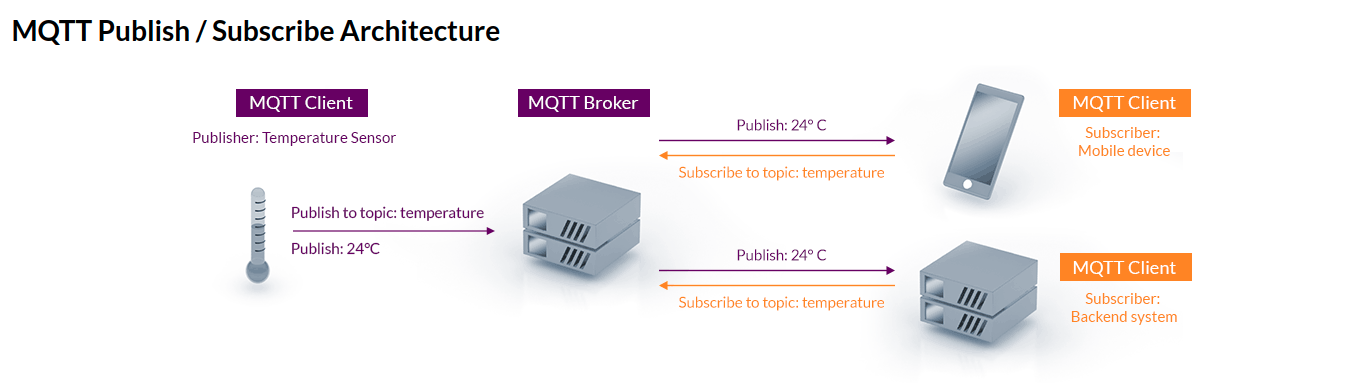 MQTT Publish / Subscribe Architecture
MQTT Client
Publisher: Temperature Sensor
Publish to topic: temperature
Publish: 24°C
MQTT Broker
Publish: 24° C
Subscribe to topic: temperature
MQTT Client
Subscriber:
Mobile device
Publish: 24° C
Subscribe to topic: temperature
MQTT Client
Subscriber:
Backend system